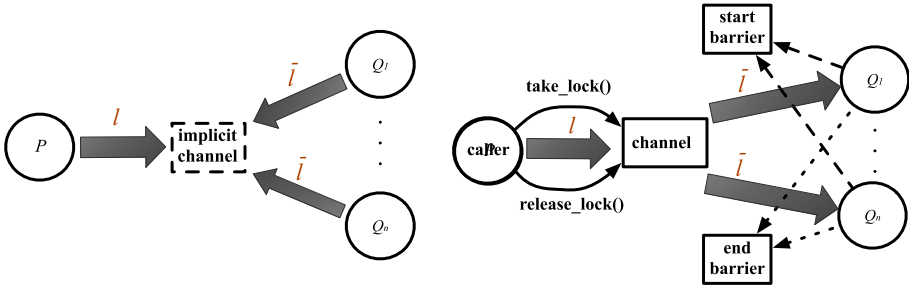 P
l
implicit
channel
l̄
Q1
.
.
.
l̄
Qn
start
barrier
take_lock()
caller
P
l
channel
release_lock()
l̄
Q1
.
.
.
l̄
Qn
end
barrier